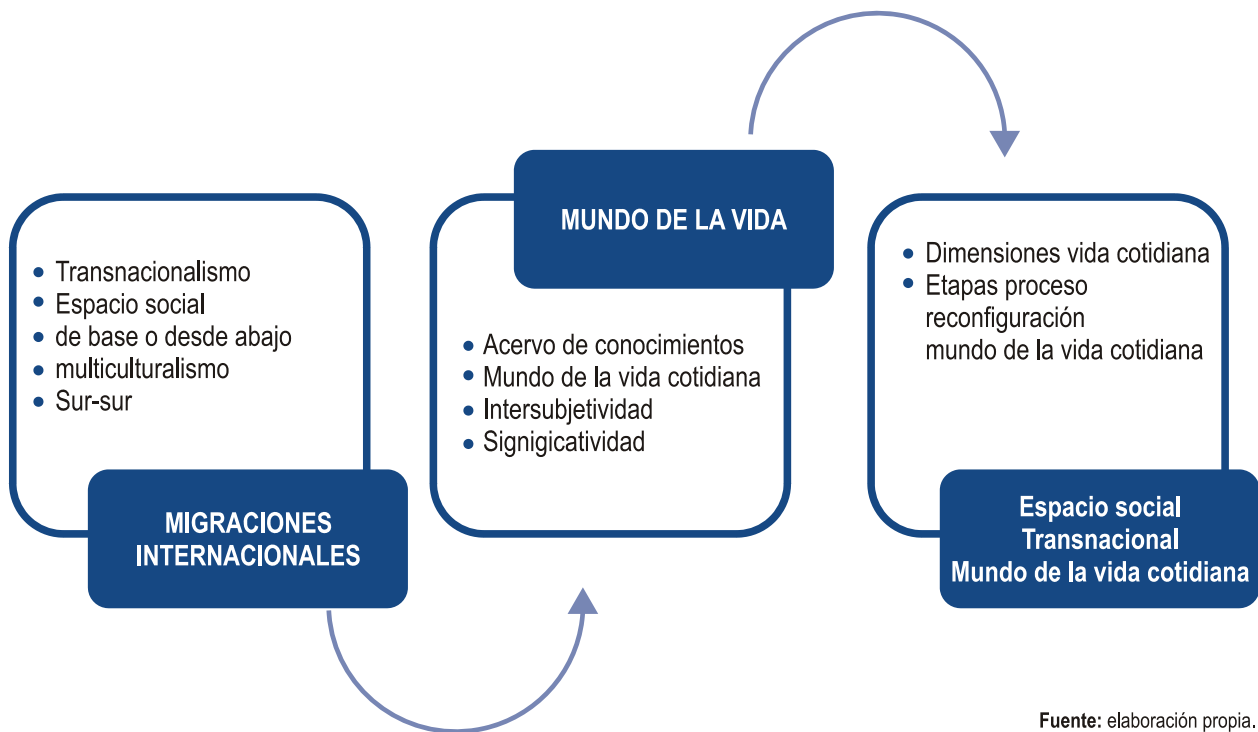 • Transnacionalismo
• Espacio social
• de base o desde abajo
• multiculturalismo
• Sur-sur
MIGRACIONES
INTERNACIONALES
MUNDO DE LA VIDA
• Acervo de conocimientos
• Mundo de la vida cotidiana
• Intersubjetividad
• Signigicatividad
• Dimensiones vida cotidiana
• Etapas proceso
reconfiguración
mundo de la vida cotidiana
Espacio social
Transnacional
Mundo de la vida cotidiana
Fuente: elaboración propia.